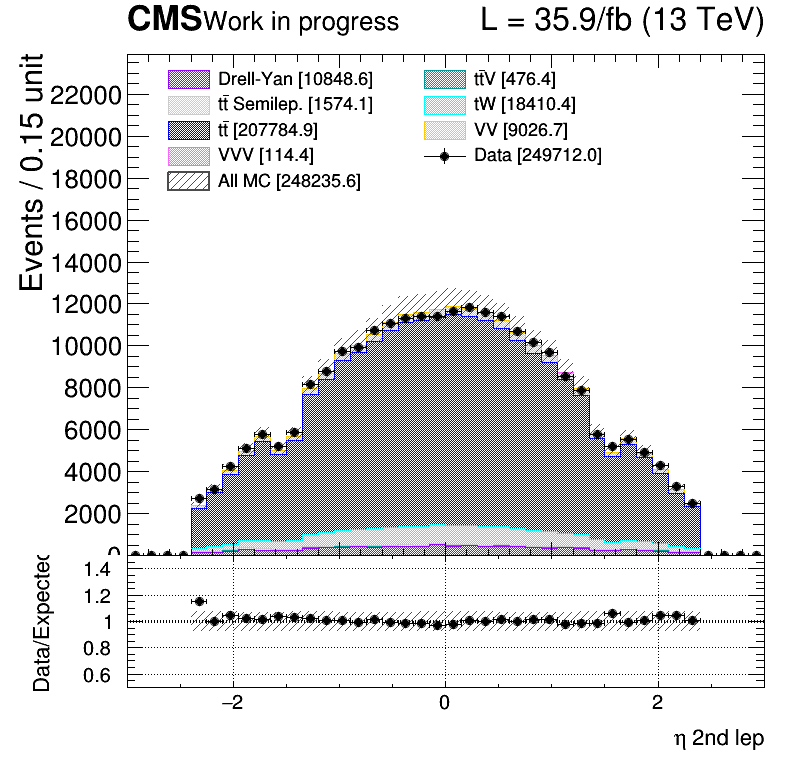 CMS Work in progress L = 35.9/fb (13 TeV)
Events / 0.15 unit
22000
20000
18000
16000
14000
12000
10000
8000
6000
4000
2000
0
Drell-Yan [10848.6]
tt̄ Semilep. [1574.1]
tt̄ [207784.9]
VVV [114.4]
All MC [248235.6]
tt̄V [476.4]
tW [18410.4]
VV [9026.7]
Data [249712.0]
Data/Expected
1.4
1.2
1
0.8
0.6
−2 0 2
η 2nd lep